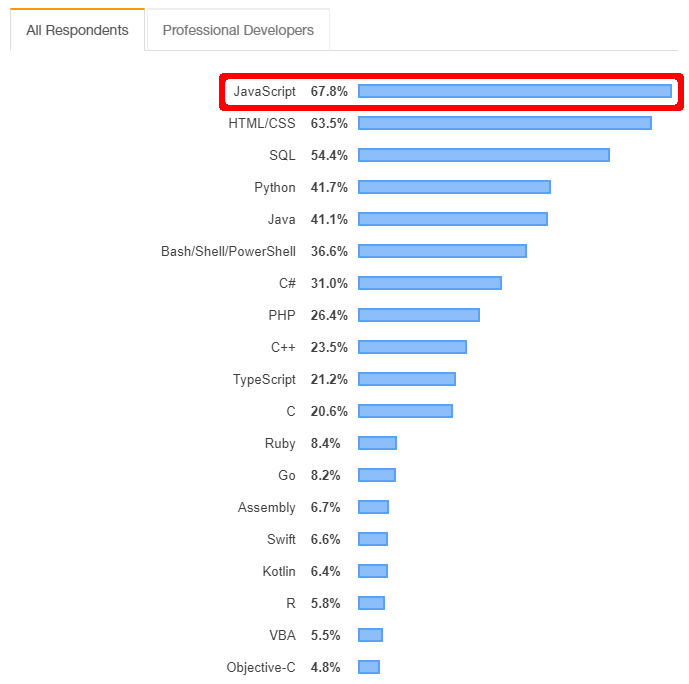 All Respondents Professional Developers
JavaScript 67.8%
HTML/CSS 63.5%
SQL 54.4%
Python 41.7%
Java 41.1%
Bash/Shell/PowerShell 36.6%
C# 31.0%
PHP 26.4%
C++ 23.5%
TypeScript 21.2%
C 20.6%
Ruby 8.4%
Go 8.2%
Assembly 6.7%
Swift 6.6%
Kotlin 6.4%
R 5.8%
VBA 5.5%
Objective-C 4.8%